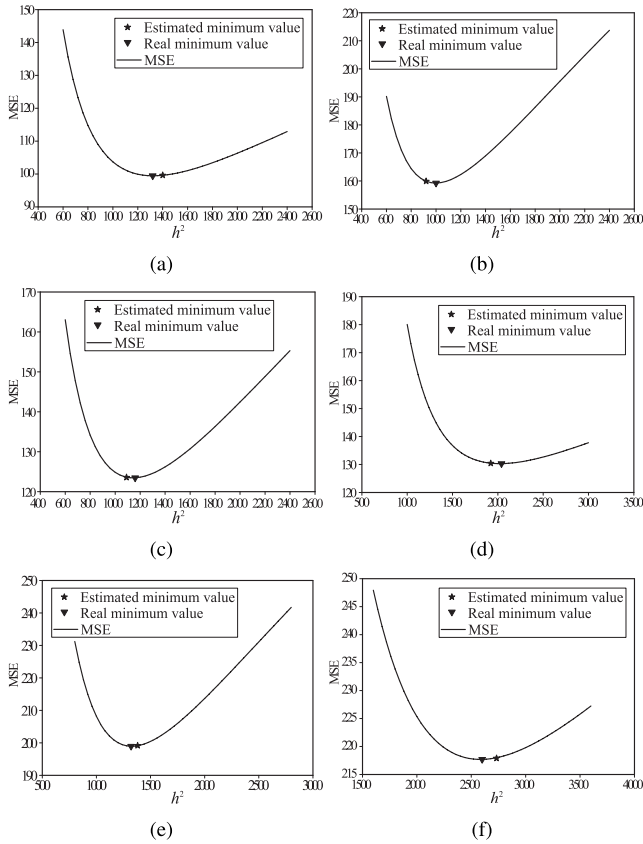 150
140
130
120
110
100
90
MSE
Estimated minimum value
Real minimum value
MSE
400 600 800 1000 1200 1400 1600 1800 2000 2200 2400 2600
h²
(a)
220
210
200
190
180
170
160
150
MSE
Estimated minimum value
Real minimum value
MSE
400 600 800 1000 1200 1400 1600 1800 2000 2200 2400 2600
h²
(b)
170
160
150
140
130
120
MSE
Estimated minimum value
Real minimum value
MSE
400 600 800 1000 1200 1400 1600 1800 2000 2200 2400 2600
h²
(c)
190
180
170
160
150
140
130
120
MSE
Estimated minimum value
Real minimum value
MSE
500 1000 1500 2000 2500 3000 3500
h²
(d)
250
240
230
220
210
200
190
MSE
Estimated minimum value
Real minimum value
MSE
500 1000 1500 2000 2500 3000
h²
(e)
250
245
240
235
230
225
220
215
MSE
Estimated minimum value
Real minimum value
MSE
1500 2000 2500 3000 3500 4000
h²
(f)